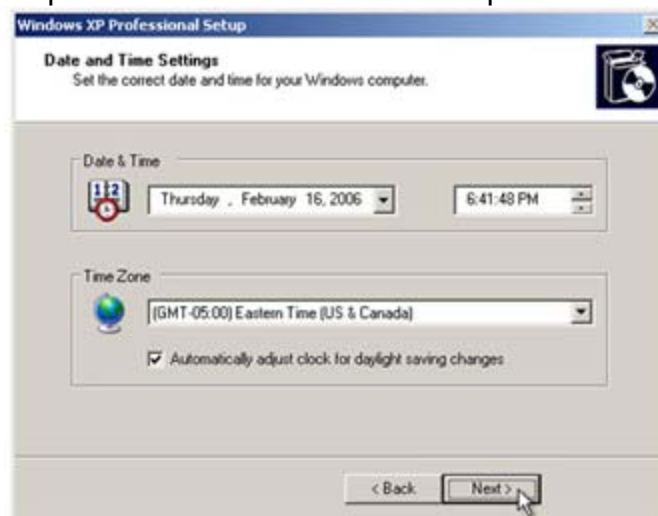 Windows XP Professional Setup
Date and Time Settings
Set the correct date and time for your Windows computer.
Date & Time
12
Thursday , February 16, 2006
6:41:48 PM
Time Zone
(GMT-05:00) Eastern Time (US & Canada)
Automatically adjust clock for daylight saving changes
< Back
Next >